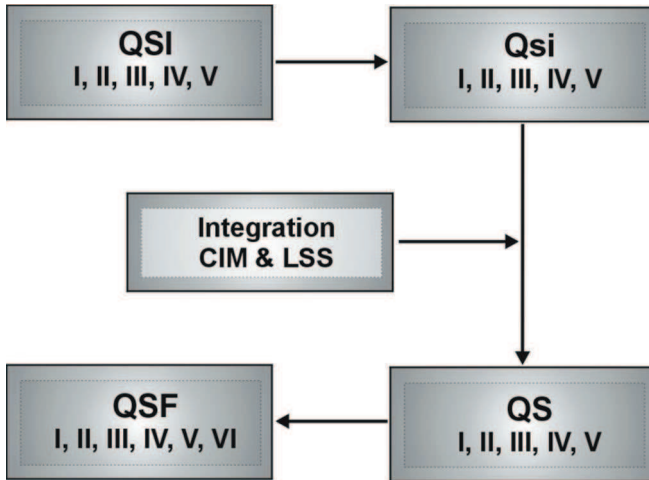 QSI
I, II, III, IV, V
Qsi
I, II, III, IV, V
Integration
CIM & LSS
QSF
I, II, III, IV, V, VI
QS
I, II, III, IV, V